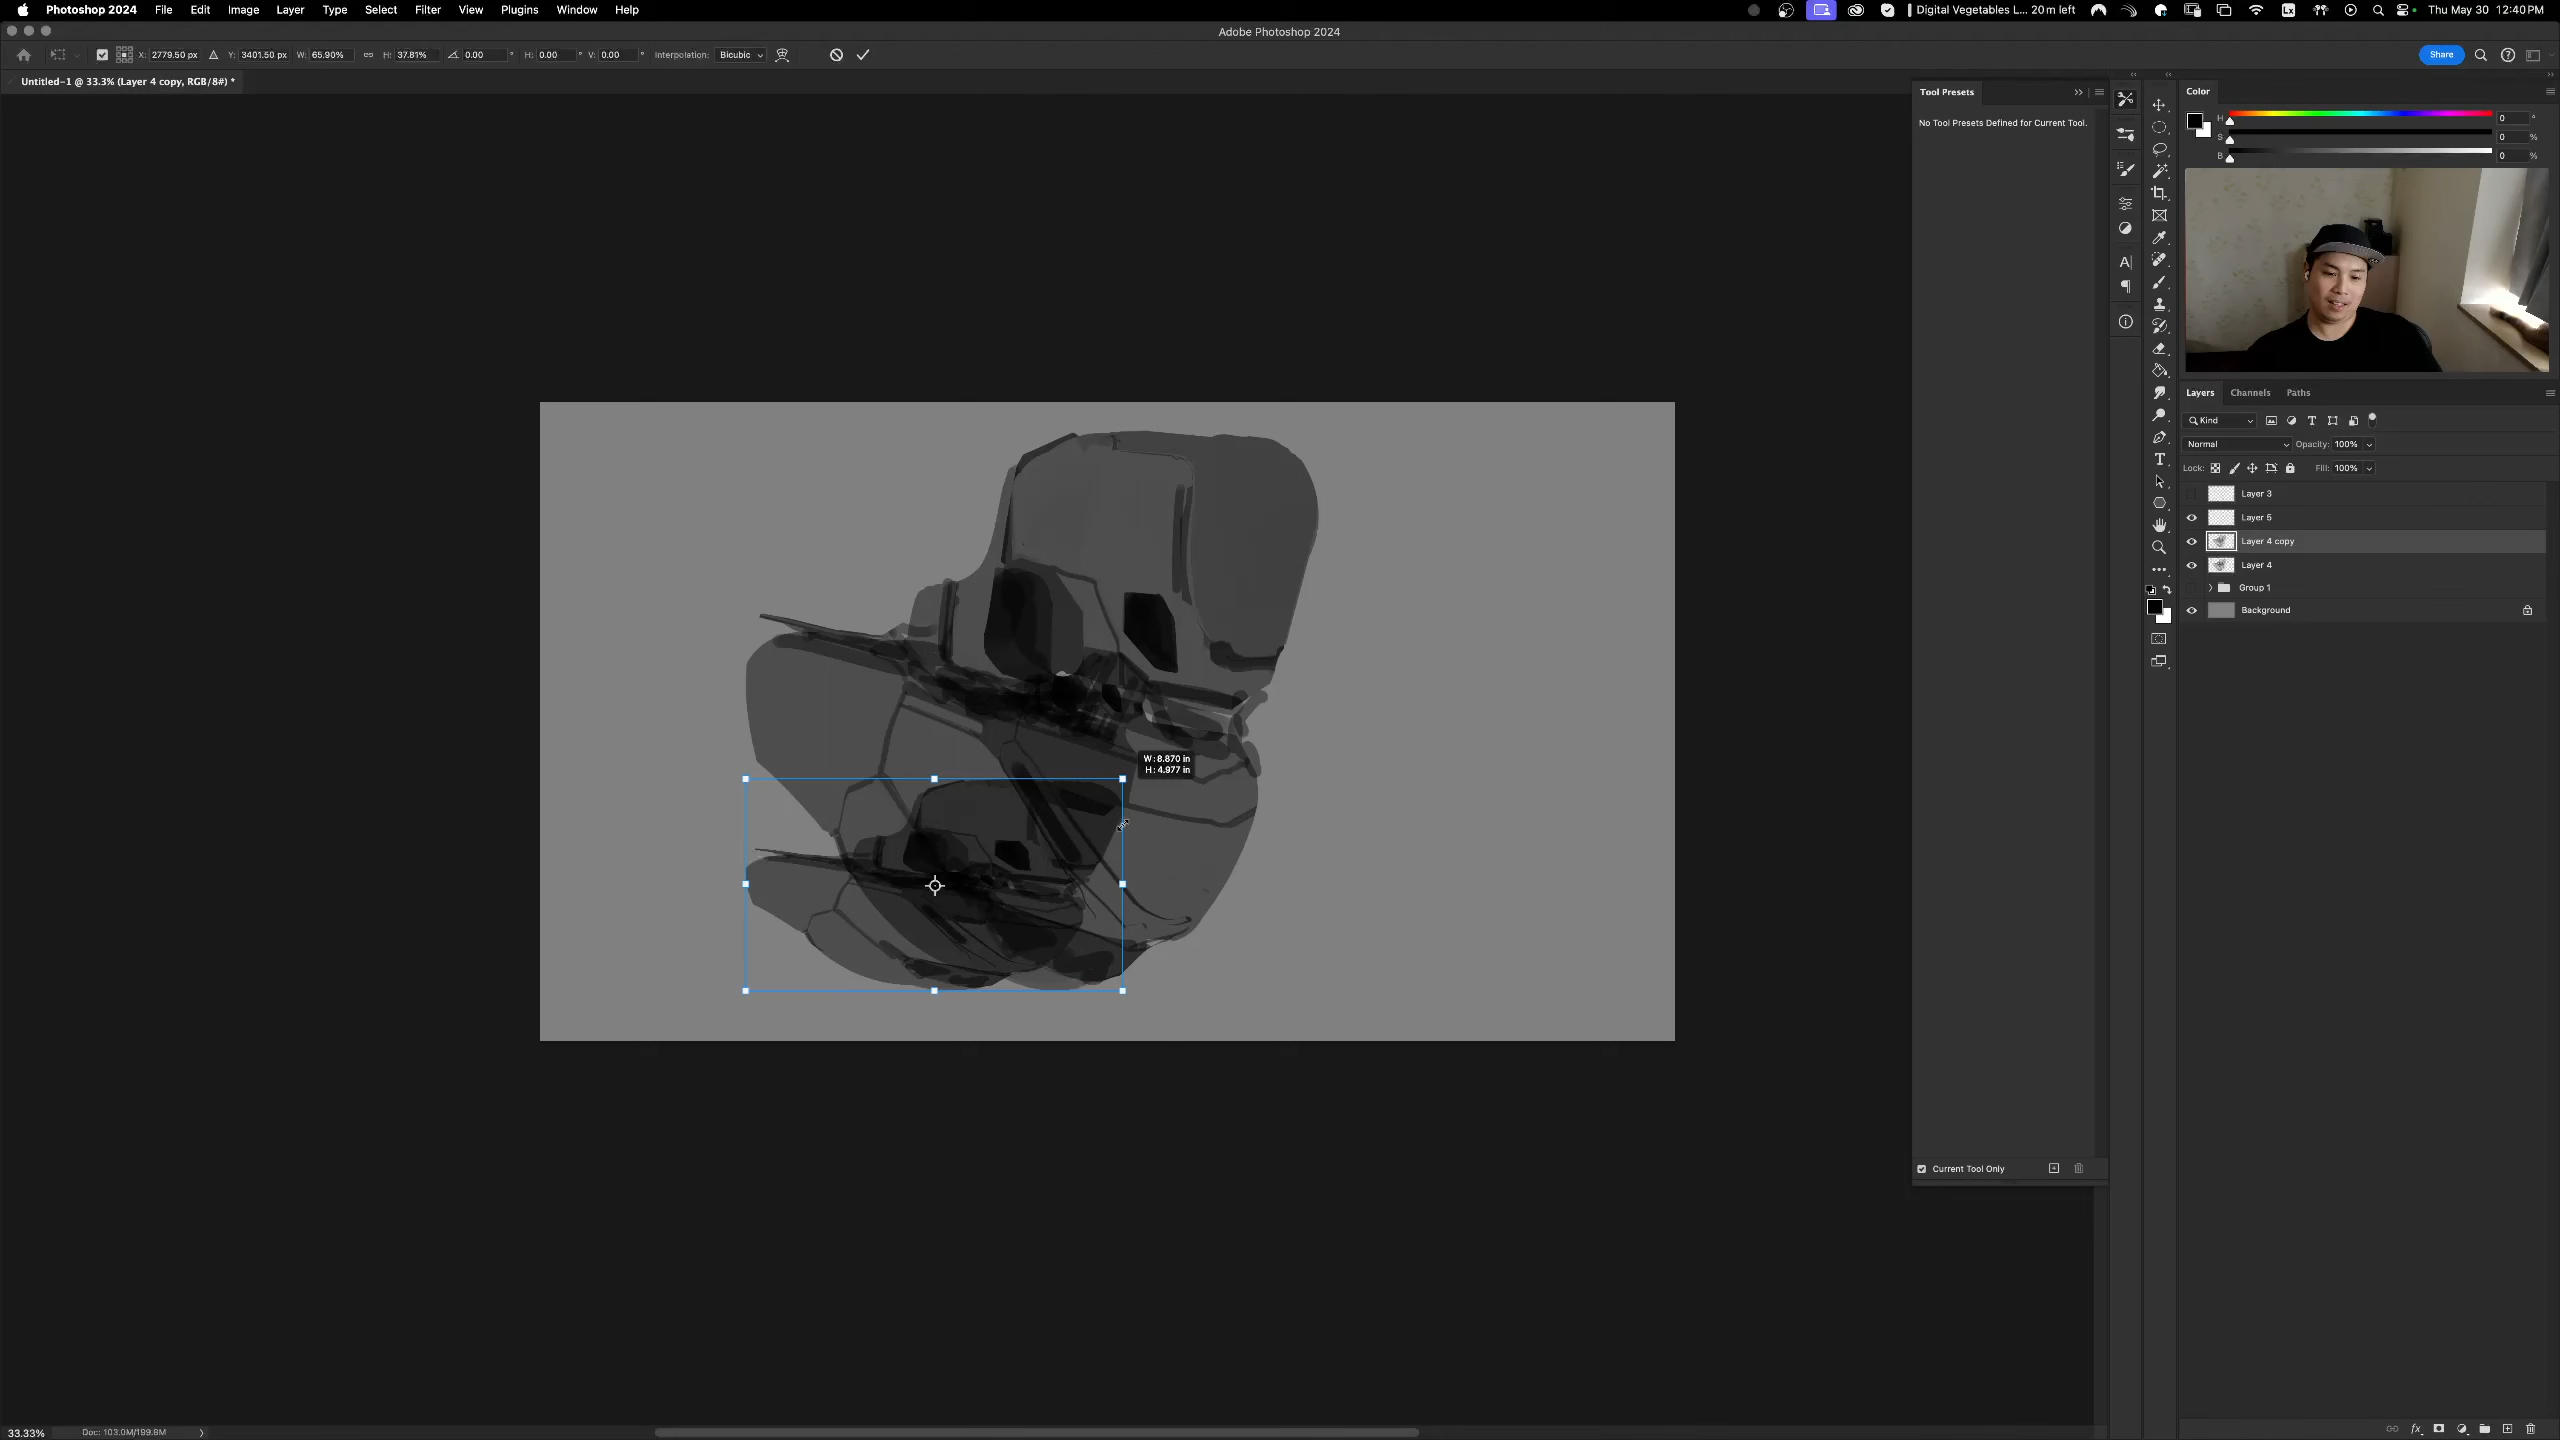 Photoshop 2024 File Edit Image Layer Type Select Filter View Plugins Window Help
Digital Vegetables L... 20m left
Thu May 30 12:40PM
Adobe Photoshop 2024
X: 2779.50 px Y: 3401.50 px W: 65.90% H: 37.81% 0.00 ° H: 0.00 ° V: 0.00 ° Interpolation: Bicubic
Share
Untitled-1 @ 33.3% (Layer 4 copy, RGB/8#) *
Tool Presets
No Tool Presets Defined for Current Tool.
Color
H 0 °
S 0 %
B 0 %
Layers Channels Paths
Kind
Normal Opacity: 100%
Lock: Fill: 100%
Layer 3
Layer 5
Layer 4 copy
Layer 4
Group 1
Background
W: 8.870 in
H: 4.977 in
Current Tool Only
33.33% Doc: 103.0M/199.8M